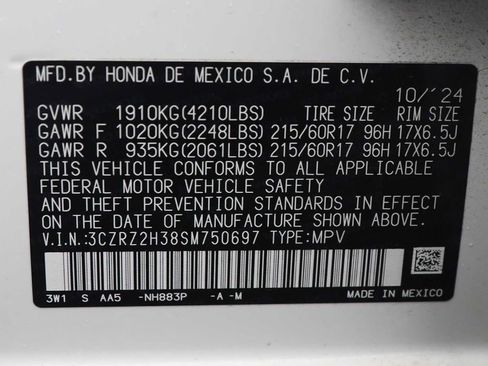 MFD.BY HONDA DE MEXICO S.A. DE C.V.
10/'24
GVWR 1910KG(4210LBS) TIRE SIZE RIM SIZE
GAWR F 1020KG(2248LBS) 215/60R17 96H 17X6.5J
GAWR R 935KG(2061LBS) 215/60R17 96H 17X6.5J
THIS VEHICLE CONFORMS TO ALL APPLICABLE
FEDERAL MOTOR VEHICLE SAFETY
AND THEFT PREVENTION STANDARDS IN EFFECT
ON THE DATE OF MANUFACTURE SHOWN ABOVE.
V.I.N.:3CZRZ2H38SM750697 TYPE:MPV
3W1 S AA5 -NH883P -A -M MADE IN MEXICO